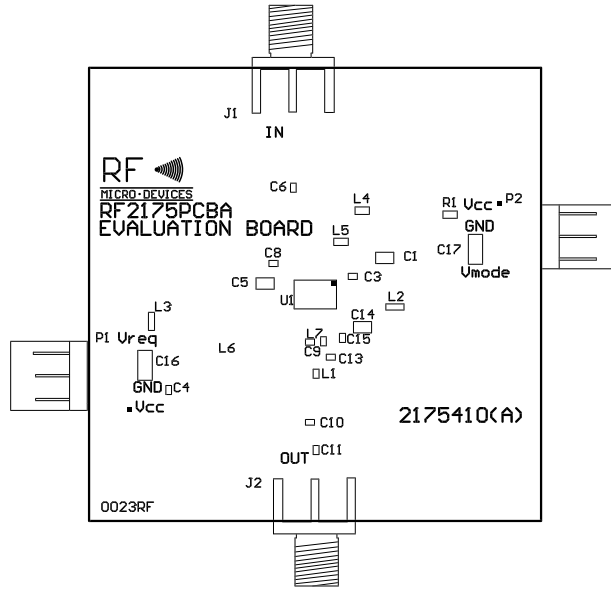 J1
IN
RF
MICRO·DEVICES
RF2175PCBA
EVALUATION BOARD
C6
L4
R1 Vcc P2
GND
C17
Vmode
L5
C8
C1
C5
C3
U1
L2
L3
C14
P1 Vreq
L6
L7
C15
C9
C16
C13
L1
GND
C4
Vcc
C10
2175410(A)
C11
OUT
J2
0023RF